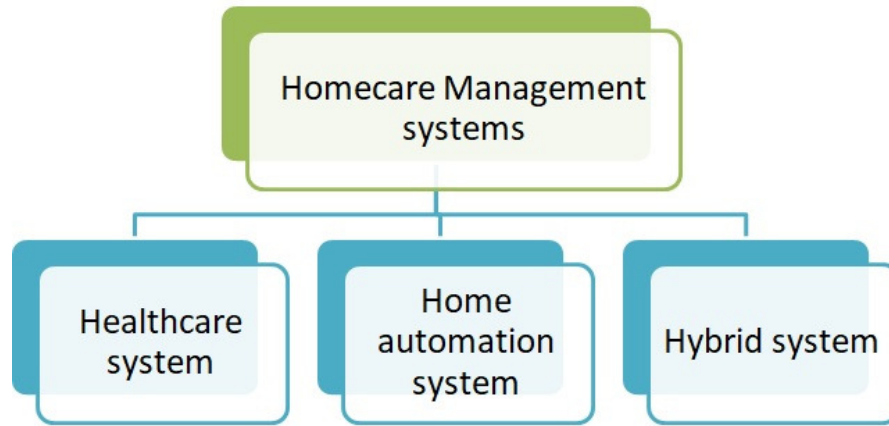 Homecare Management
systems
Healthcare
system
Home
automation
system
Hybrid system